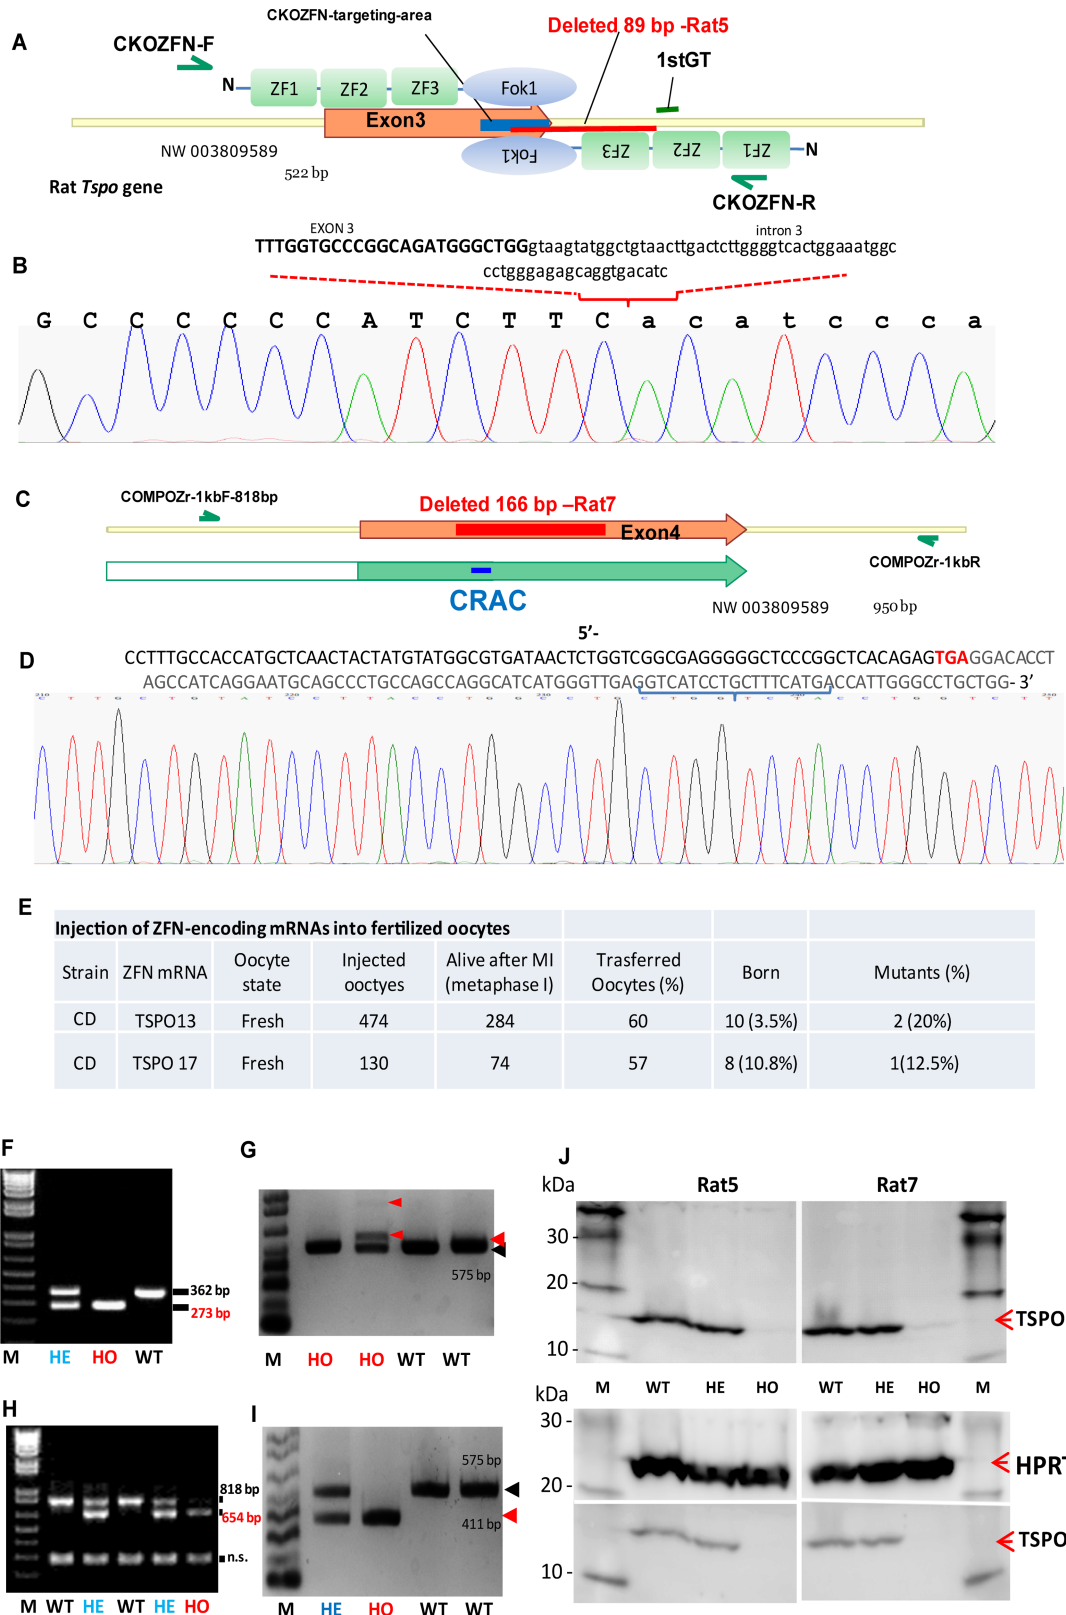 A
CKOZFN-targeting-area
Deleted 89 bp -Rat5
CKOZFN-F
1stGT
N
ZF1
ZF2
ZF3
Fok1
Exon3
Fok1
ZF3
ZF2
ZF1
N
NW 003809589
522 bp
Rat Tspo gene
CKOZFN-R
EXON 3
intron 3
TTTGGTGCCCGGCAGATGGGCTGGgtaagtatggctgtaacttgactcttggggtcactggaaatggc
cctgggagagcaggtgacatc
B
G C C C C C C A T C T T C a c a t c c c a
C
COMPOZr-1kbF-818bp
Deleted 166 bp –Rat7
Exon4
COMPOZr-1kbR
CRAC
NW 003809589
950 bp
5’-
D
CCTTTGCCACCATGCTCAACTACTATGTATGGCGTGATAACTCTGGTCGGCGAGGGGGCTCCCGGCTCACAGAGTGAGGACACCT
AGCCATCAGGAATGCAGCCCTGCCAGCCAGGCATCATGGGTTGAGGTCATCCTGCTTTCATGACCATTGGGCCTGCTGG- 3’
E
Injection of ZFN-encoding mRNAs into fertilized oocytes
Strain ZFN mRNA Oocyte state Injected ooctyes Alive after MI (metaphase I) Trasferred Oocytes (%) Born Mutants (%)
CD TSPO13 Fresh 474 284 60 10 (3.5%) 2 (20%)
CD TSPO 17 Fresh 130 74 57 8 (10.8%) 1(12.5%)
F
362 bp
273 bp
M HE HO WT
G
575 bp
M HO HO WT WT
H
818 bp
654 bp
n.s.
M WT HE WT HE HO
I
575 bp
411 bp
M HE HO WT WT
J
kDa
Rat5
Rat7
30 -
20 -
10 -
TSPO
M WT HE HO WT HE HO M
kDa
30 -
20 -
HPRT
TSPO
10 -